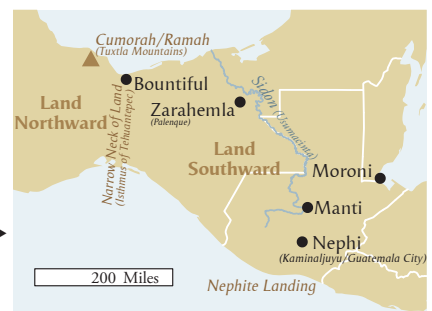 Cumorah/Ramah
(Tuxtla Mountains)
Bountiful
Land
Northward
Narrow Neck of Land
(Isthmus of Tehuantepec)
Zarahemla
(Palenque)
Sidon (Usumacinta)
Land
Southward
Moroni
Manti
Nephi
(Kaminaljuyu/Guatemala City)
200 Miles
Nephite Landing